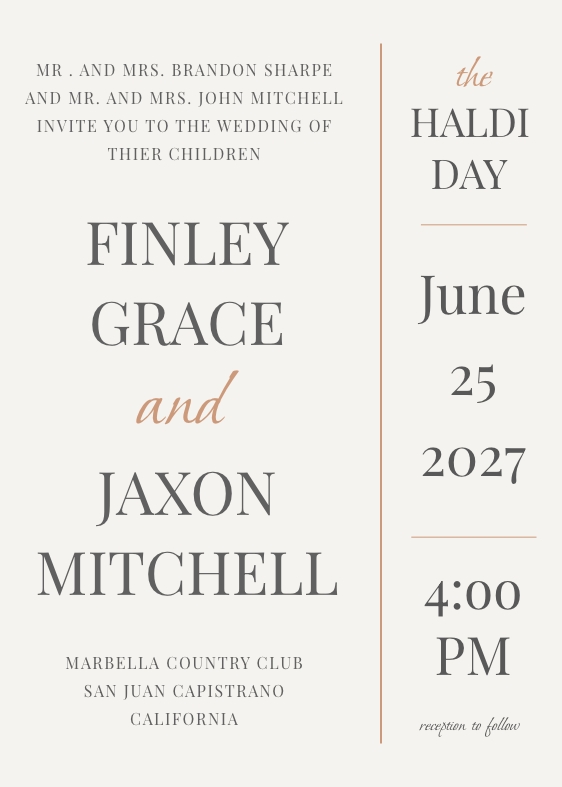 MR . AND MRS. BRANDON SHARPE
AND MR. AND MRS. JOHN MITCHELL
INVITE YOU TO THE WEDDING OF
THIER CHILDREN
FINLEY
GRACE
and
JAXON
MITCHELL
MARBELLA COUNTRY CLUB
SAN JUAN CAPISTRANO
CALIFORNIA
the
HALDI
DAY
June
25
2027
4:00
PM
reception to follow